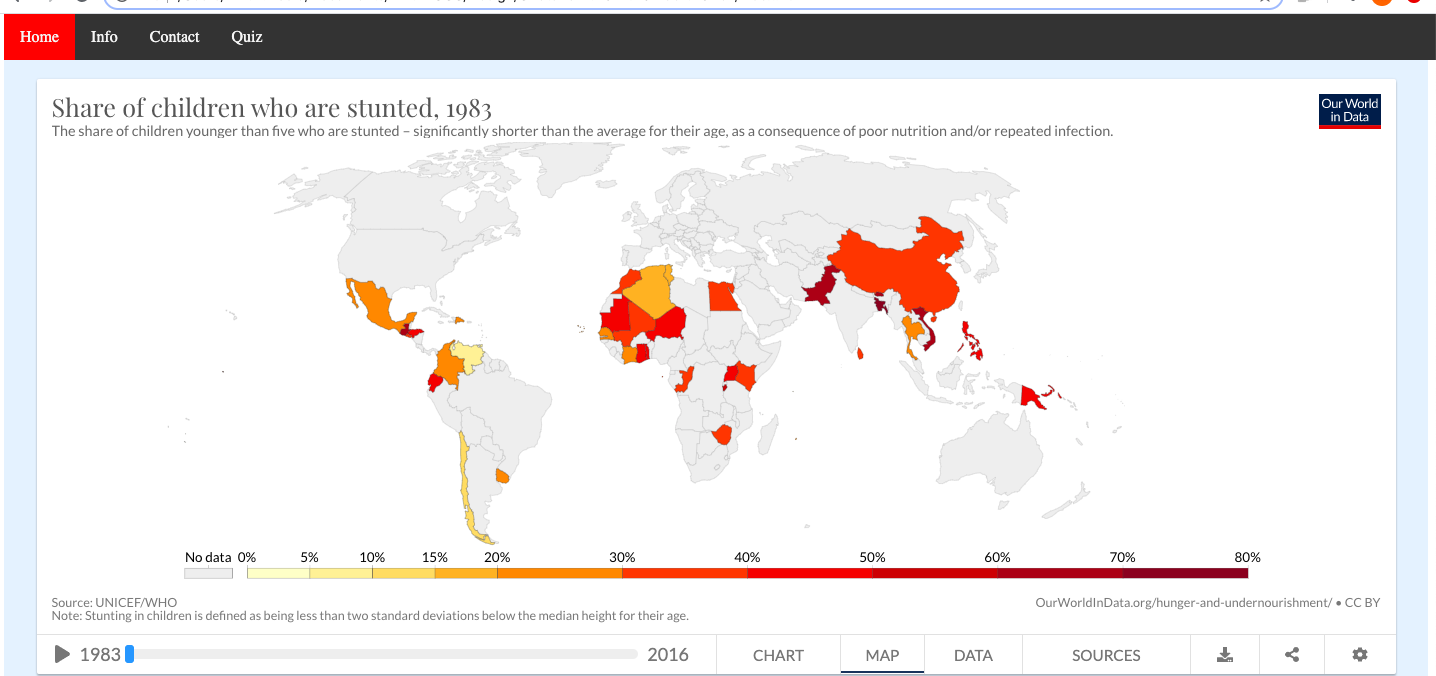 Home Info Contact Quiz
Share of children who are stunted, 1983
Our World
in Data
The share of children younger than five who are stunted – significantly shorter than the average for their age, as a consequence of poor nutrition and/or repeated infection.
No data 0% 5% 10% 15% 20% 30% 40% 50% 60% 70% 80%
Source: UNICEF/WHO
OurWorldInData.org/hunger-and-undernourishment/ • CC BY
Note: Stunting in children is defined as being less than two standard deviations below the median height for their age.
1983 2016 CHART MAP DATA SOURCES